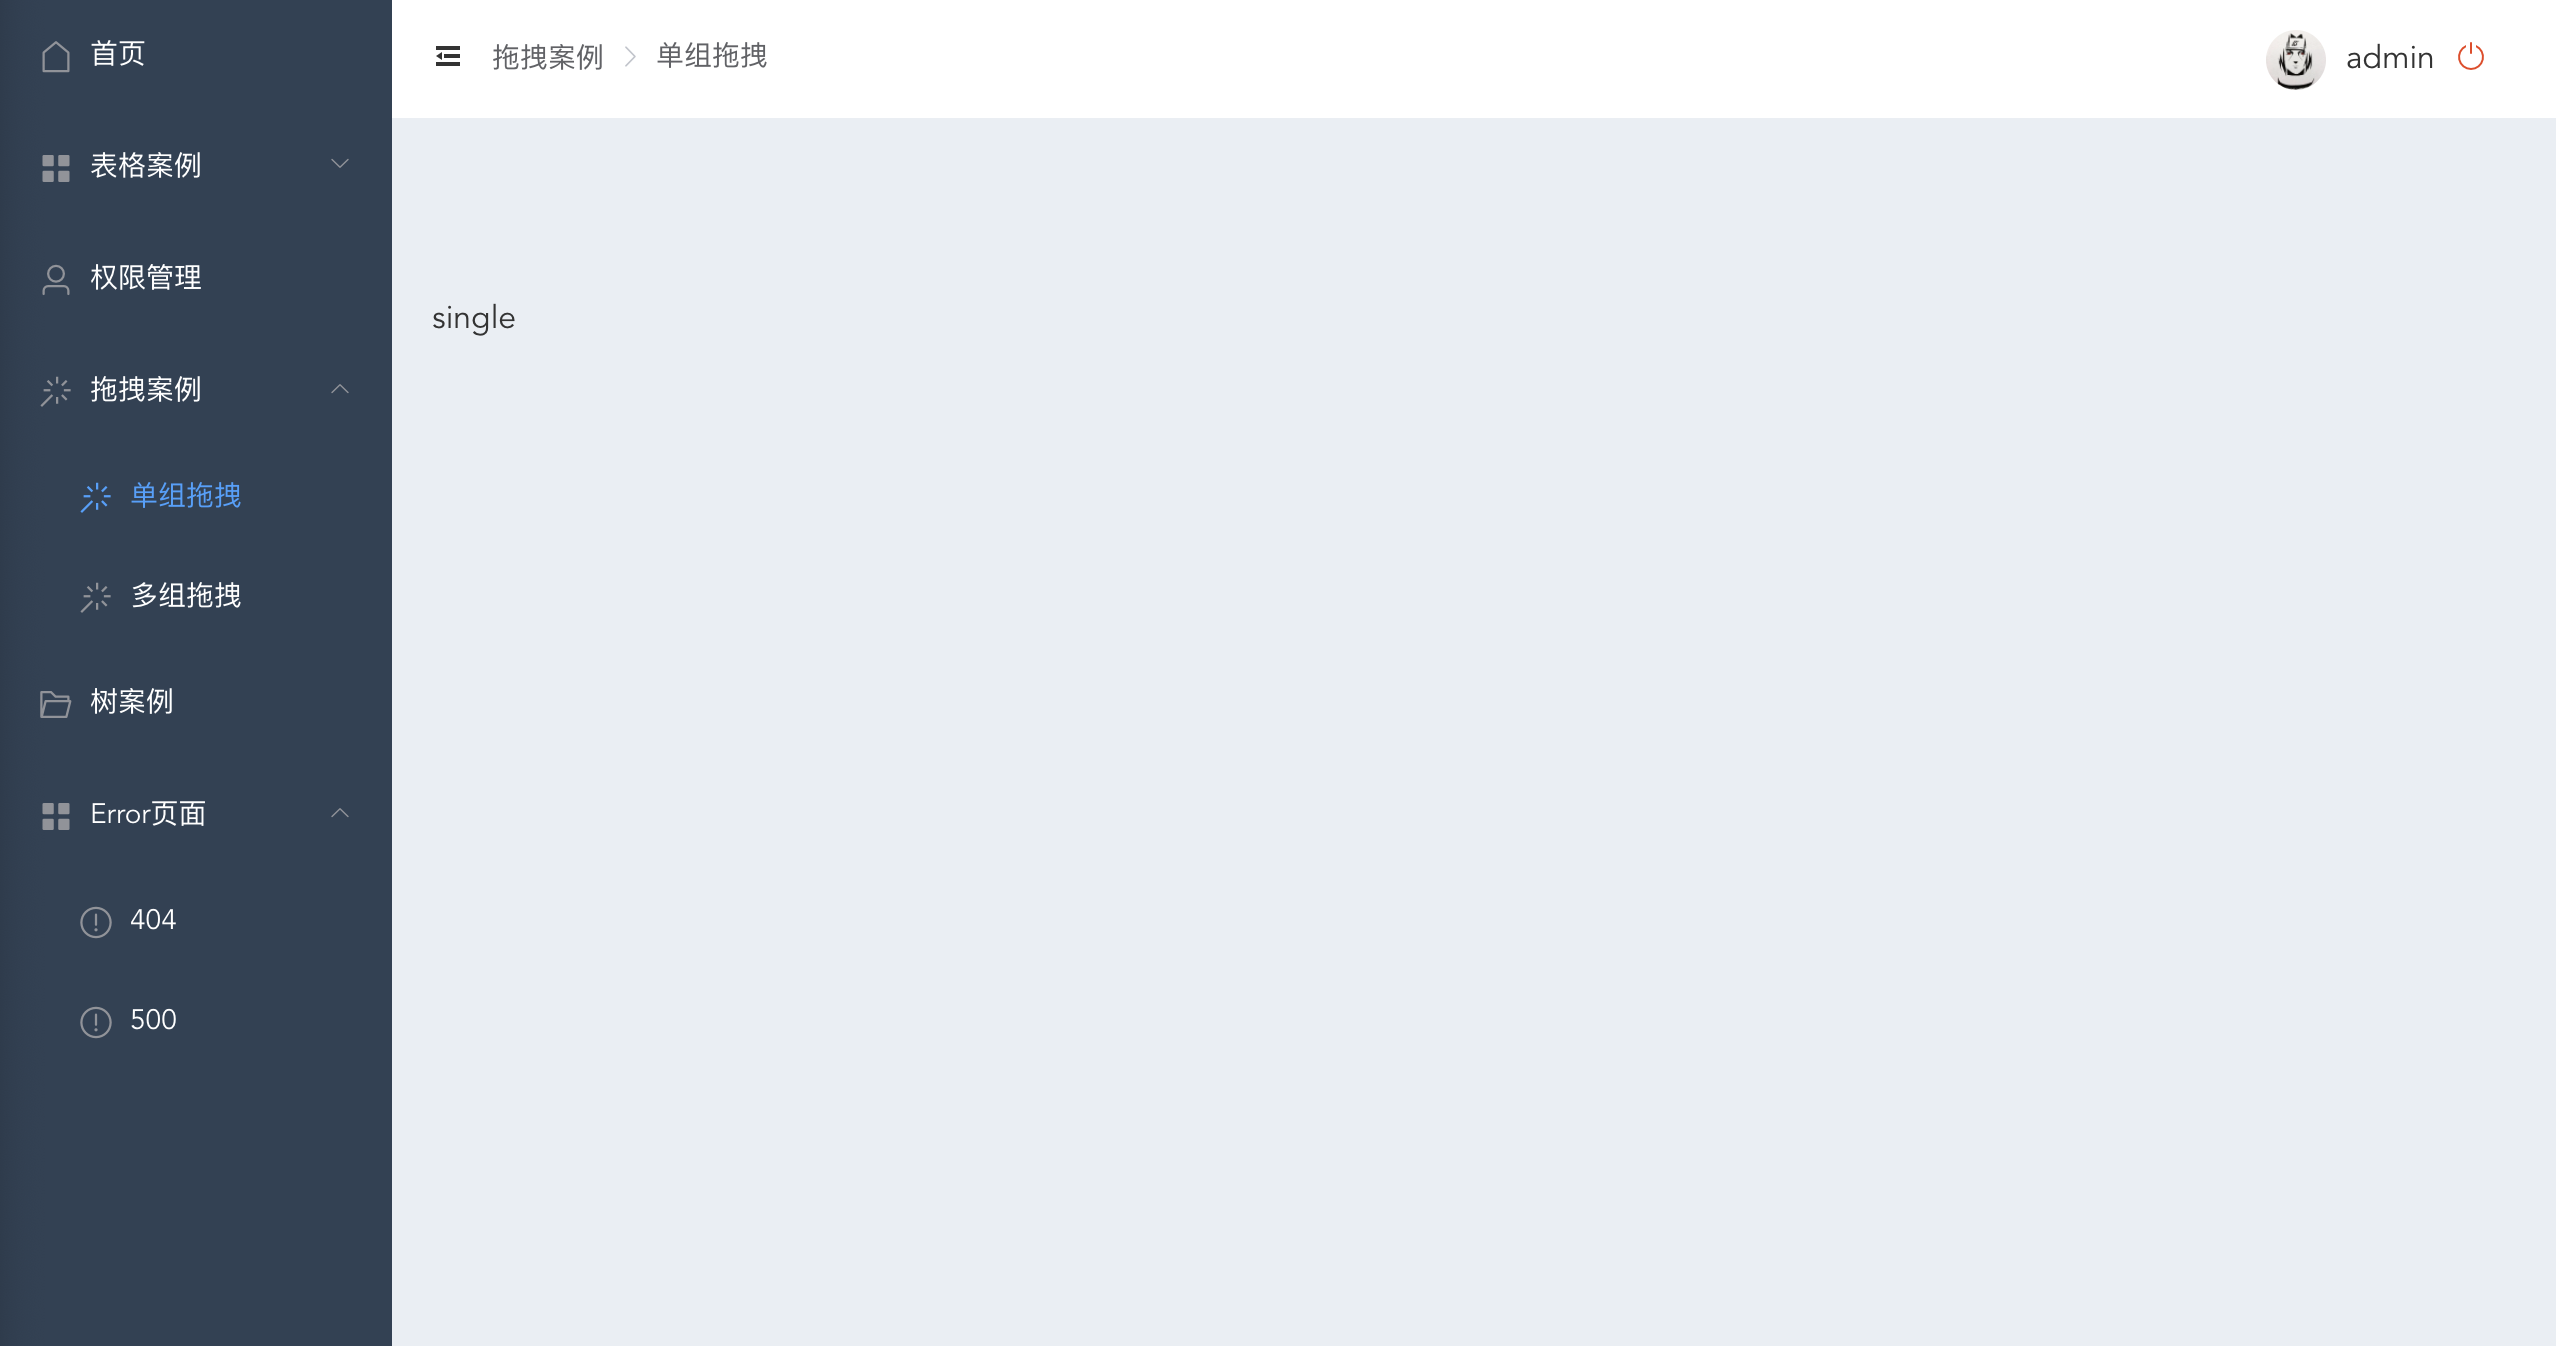 首页
表格案例
权限管理
拖拽案例
单组拖拽
多组拖拽
树案例
Error页面
404
500
拖拽案例 单组拖拽
admin
single